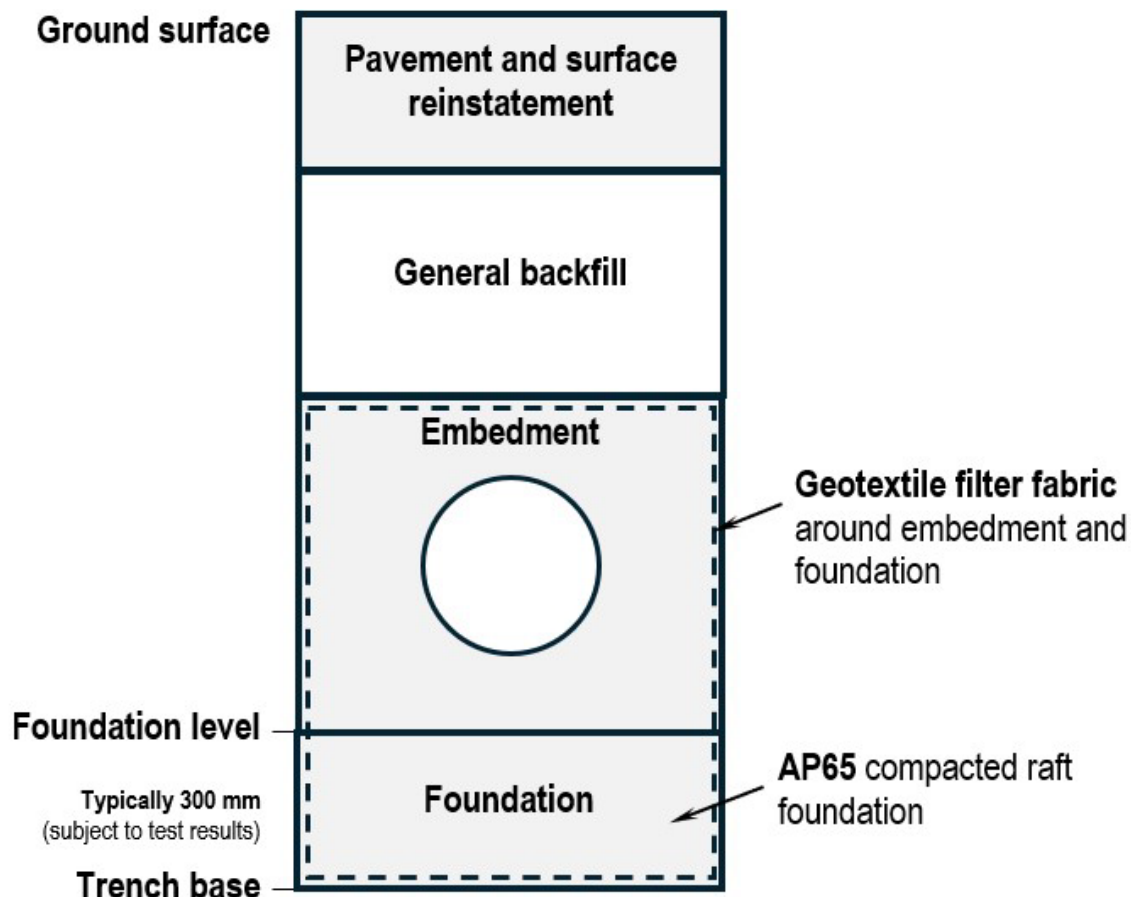 Ground surface
Pavement and surface
reinstatement
General backfill
Embedment
Geotextile filter fabric
around embedment and
foundation
Foundation level
Typically 300 mm
(subject to test results)
Foundation
AP65 compacted raft
foundation
Trench base